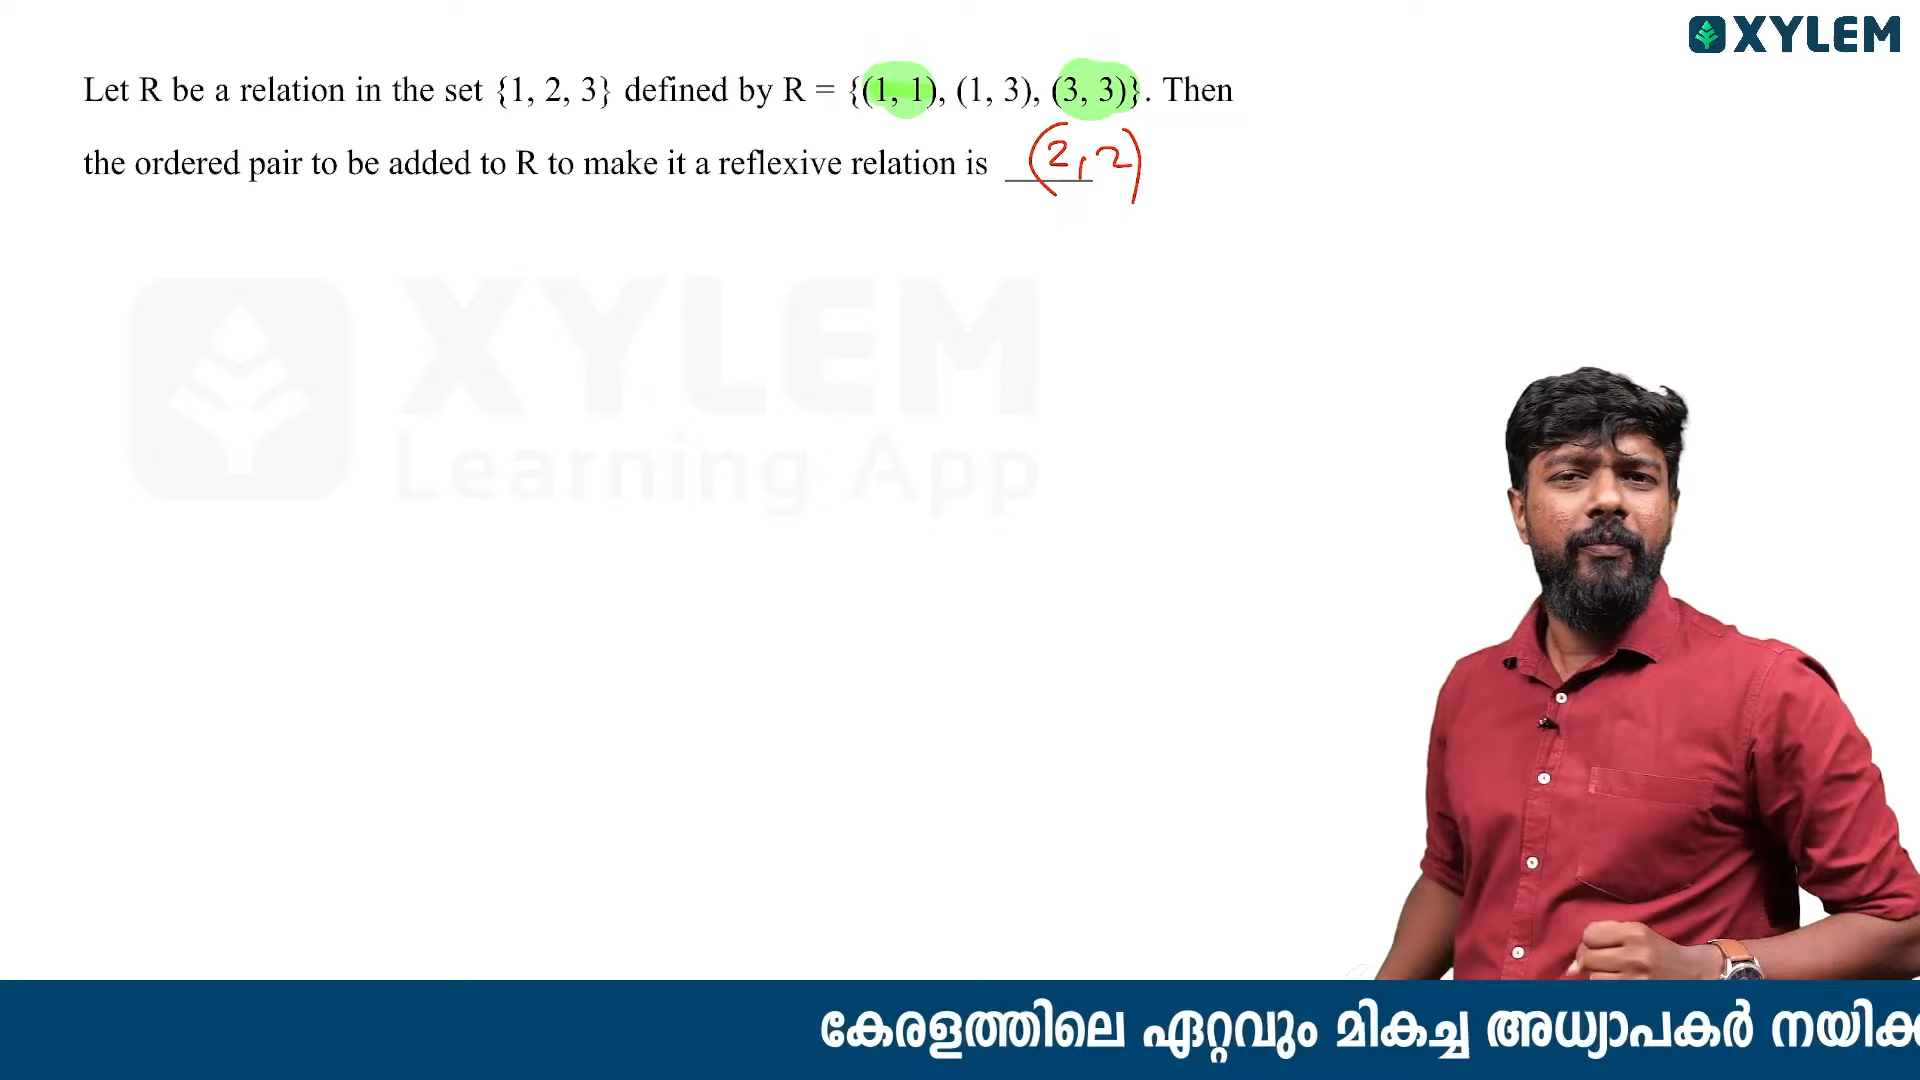 XYLEM
Let R be a relation in the set {1, 2, 3} defined by R = {(1, 1), (1, 3), (3, 3)}. Then
the ordered pair to be added to R to make it a reflexive relation is ____ (2, 2)
XYLEM
Learning App
കേരളത്തിലെ ഏറ്റവും മികച്ച അധ്യാപകർ